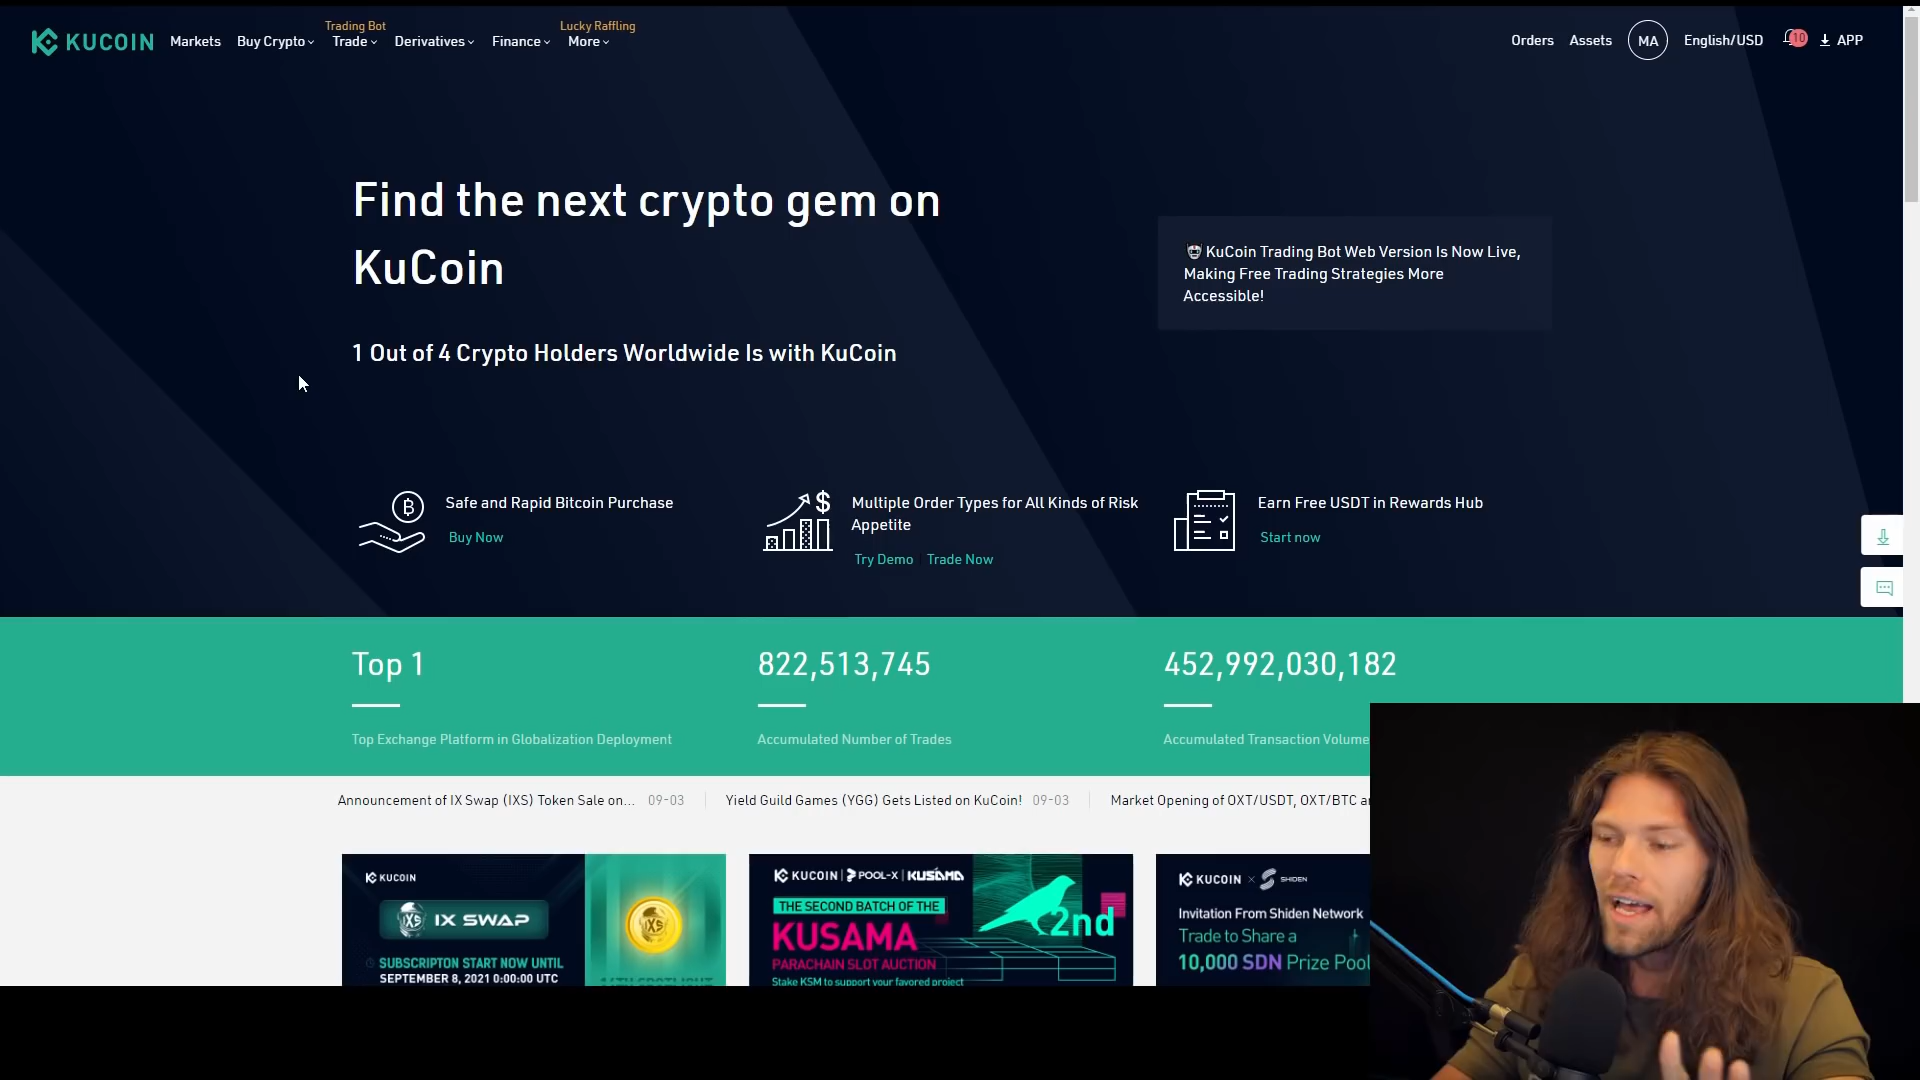 KUCOIN
Markets
Buy Crypto
Trading Bot
Trade
Derivatives
Finance
Lucky Raffling
More
Orders
Assets
MA
English/USD
10
APP
Find the next crypto gem on
KuCoin
1 Out of 4 Crypto Holders Worldwide Is with KuCoin
KuCoin Trading Bot Web Version Is Now Live,
Making Free Trading Strategies More
Accessible!
Safe and Rapid Bitcoin Purchase
Buy Now
Multiple Order Types for All Kinds of Risk
Appetite
Try Demo
Trade Now
Earn Free USDT in Rewards Hub
Start now
Top 1
Top Exchange Platform in Globalization Deployment
822,513,745
Accumulated Number of Trades
452,992,030,182
Accumulated Transaction Volume
Announcement of IX Swap (IXS) Token Sale on... 09-03
Yield Guild Games (YGG) Gets Listed on KuCoin! 09-03
Market Opening of OXT/USDT, OXT/BTC
KUCOIN
IXS IX SWAP
IXS
SUBSCRIPTON START NOW UNTIL
SEPTEMBER 8, 2021 0:00:00 UTC
KUCOIN | POOL-X | KUSAMA
THE SECOND BATCH OF THE
KUSAMA
PARACHAIN SLOT AUCTION
Stake KSM to support your favored project
2nd
KUCOIN × SHIDEN
Invitation From Shiden Network
Trade to Share a
10,000 SDN Prize Pool